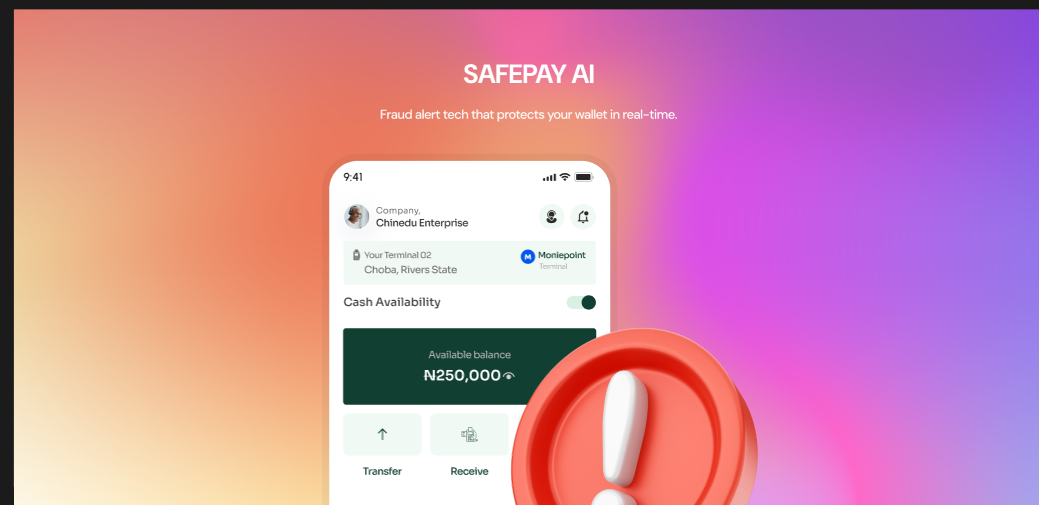 SAFEPAY AI
Fraud alert tech that protects your wallet in real-time.
9:41
Company,
Chinedu Enterprise
Your Terminal 02
Choba, Rivers State
M Moniepoint
Terminal
Cash Availability
Available balance
₦250,000
Transfer
Receive